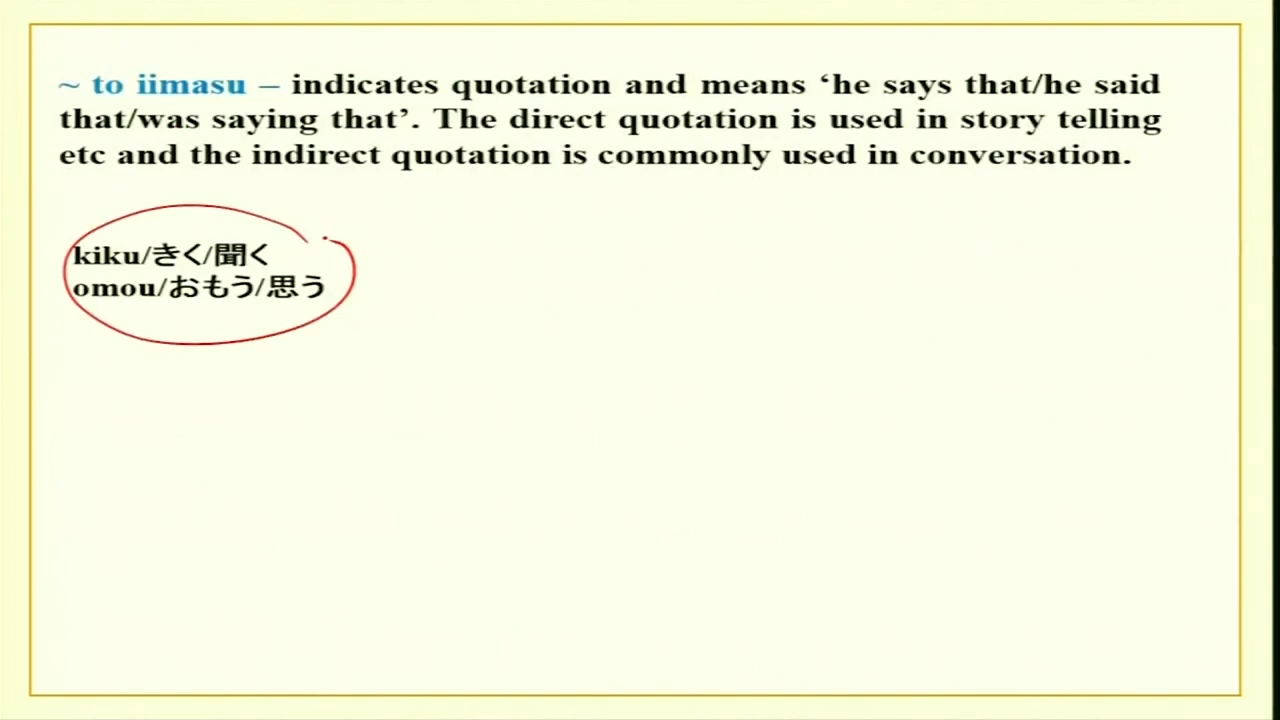 ~ to iimasu – indicates quotation and means ‘he says that/he said
that/was saying that’. The direct quotation is used in story telling
etc and the indirect quotation is commonly used in conversation.
kiku/きく/聞く
omou/おもう/思う